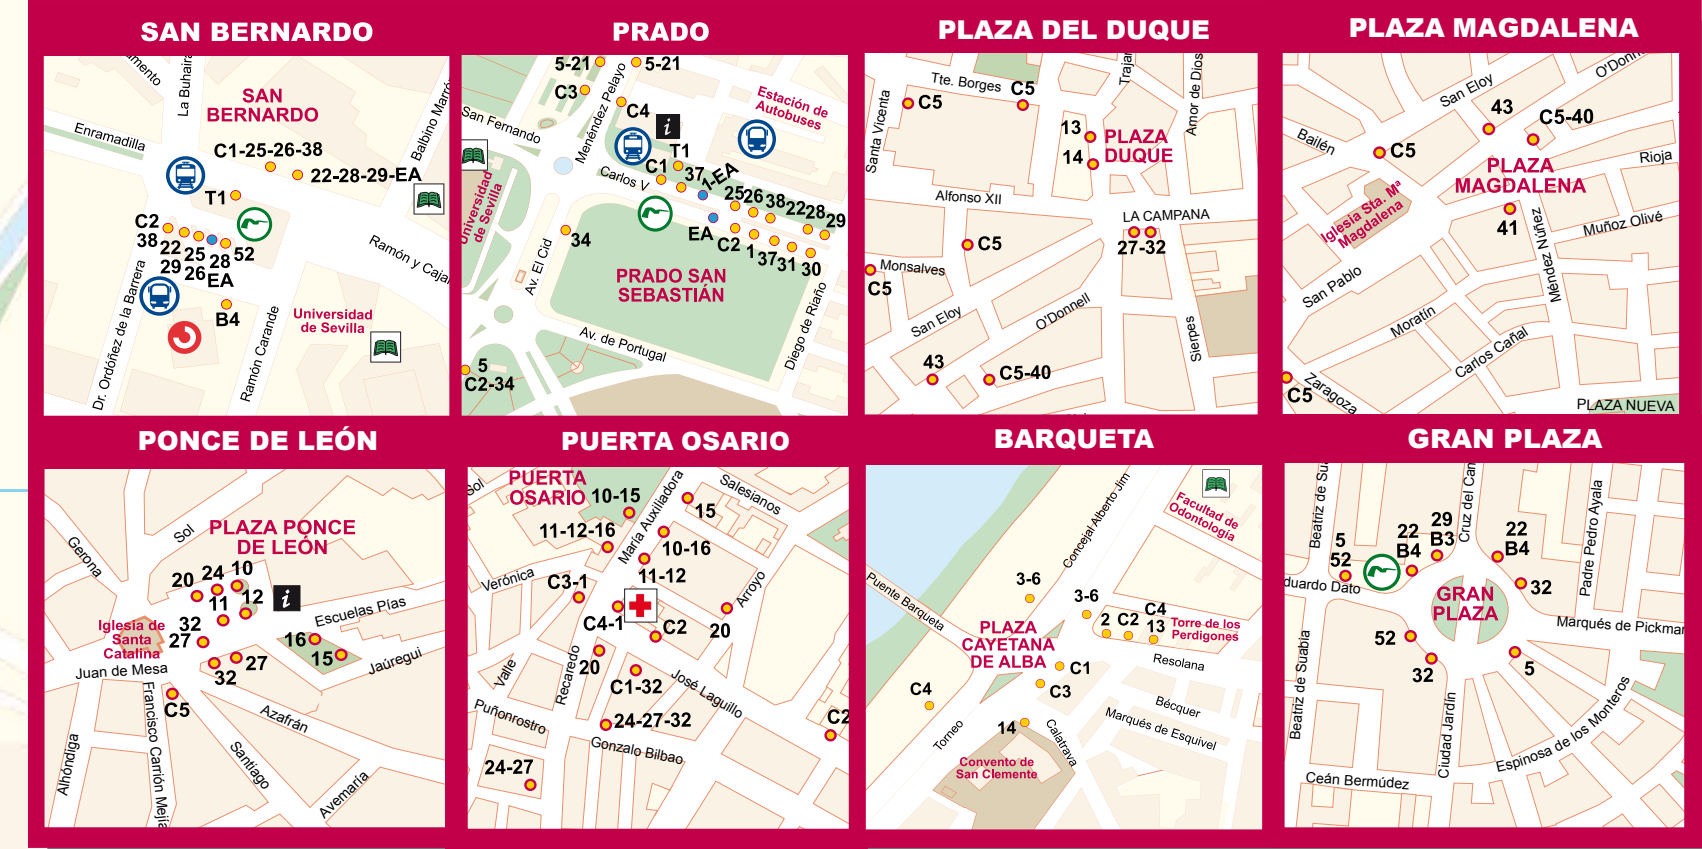 SAN BERNARDO
La Buhaira
Balbino Marró
SAN
BERNARDO
Enramadilla
C1-25-26-38
22-28-29-EA
T1
C2
38
22
25
28
52
29
26
EA
B4
Ramón y Cajal
Dr. Ordóñez de la Barrera
Ramón Carande
Universidad
de Sevilla
PRADO
5-21
5-21
C3
C4
Menéndez Pelayo
Estación de
Autobuses
San Fernando
i
T1
C1
37
1-EA
Carlos V
25
26
38
22
28
29
Universidad
de Sevilla
34
EA
C2
1
37
31
30
Av. El Cid
PRADO SAN
SEBASTIÁN
Av. de Portugal
Diego de Riaño
5
C2-34
PLAZA DEL DUQUE
Tte. Borges
Trajan
Amor de Dios
C5
C5
Santa Vicenta
13
14
PLAZA
DUQUE
Alfonso XII
LA CAMPANA
27-32
C5
Monsalves
C5
San Eloy
O'Donnell
Sierpes
43
C5-40
PLAZA MAGDALENA
O'Donn
San Eloy
43
C5-40
Bailén
C5
Rioja
PLAZA
MAGDALENA
Iglesia Sta. Mª
Magdalena
41
Méndez Núñez
Muñoz Olivé
San Pablo
Moratín
Carlos Cañal
C5
Zaragoza
PLAZA NUEVA
PONCE DE LEÓN
Gerona
Sol
PLAZA PONCE
DE LEÓN
20
24
10
11
12
i
Escuelas Pías
Iglesia de
Santa
Catalina
32
27
16
15
Jaúregui
Juan de Mesa
27
32
C5
Azafrán
Francisco Carrión Mejía
Santiago
Alhóndiga
Avemaría
PUERTA OSARIO
PUERTA
OSARIO
Sol
10-15
María Auxiliadora
Salesianos
15
11-12-16
10-16
11-12
Verónica
C3-1
Arroyo
C4-1
C2
20
20
Valle
Recaredo
C1-32
José Laguillo
Puñonrostro
24-27-32
C2
Gonzalo Bilbao
24-27
BARQUETA
Concejal Alberto Jim
Facultad de
Odontología
Puente Barqueta
3-6
3-6
2
C2
C4
13
Torre de los
Perdigones
PLAZA
CAYETANA
DE ALBA
C1
Resolana
C3
C4
Bécquer
14
Marqués de Esquivel
Torneo
Calatrava
Convento de
San Clemente
GRAN PLAZA
Beatriz de Sua
Cruz del Can
Padre Pedro Ayala
5
52
22
B4
29
B3
22
B4
duardo Dato
32
GRAN
PLAZA
Marqués de Pickman
52
32
5
Beatriz de Suabia
Ciudad Jardín
Espinosa de los Monteros
Ceán Bermúdez